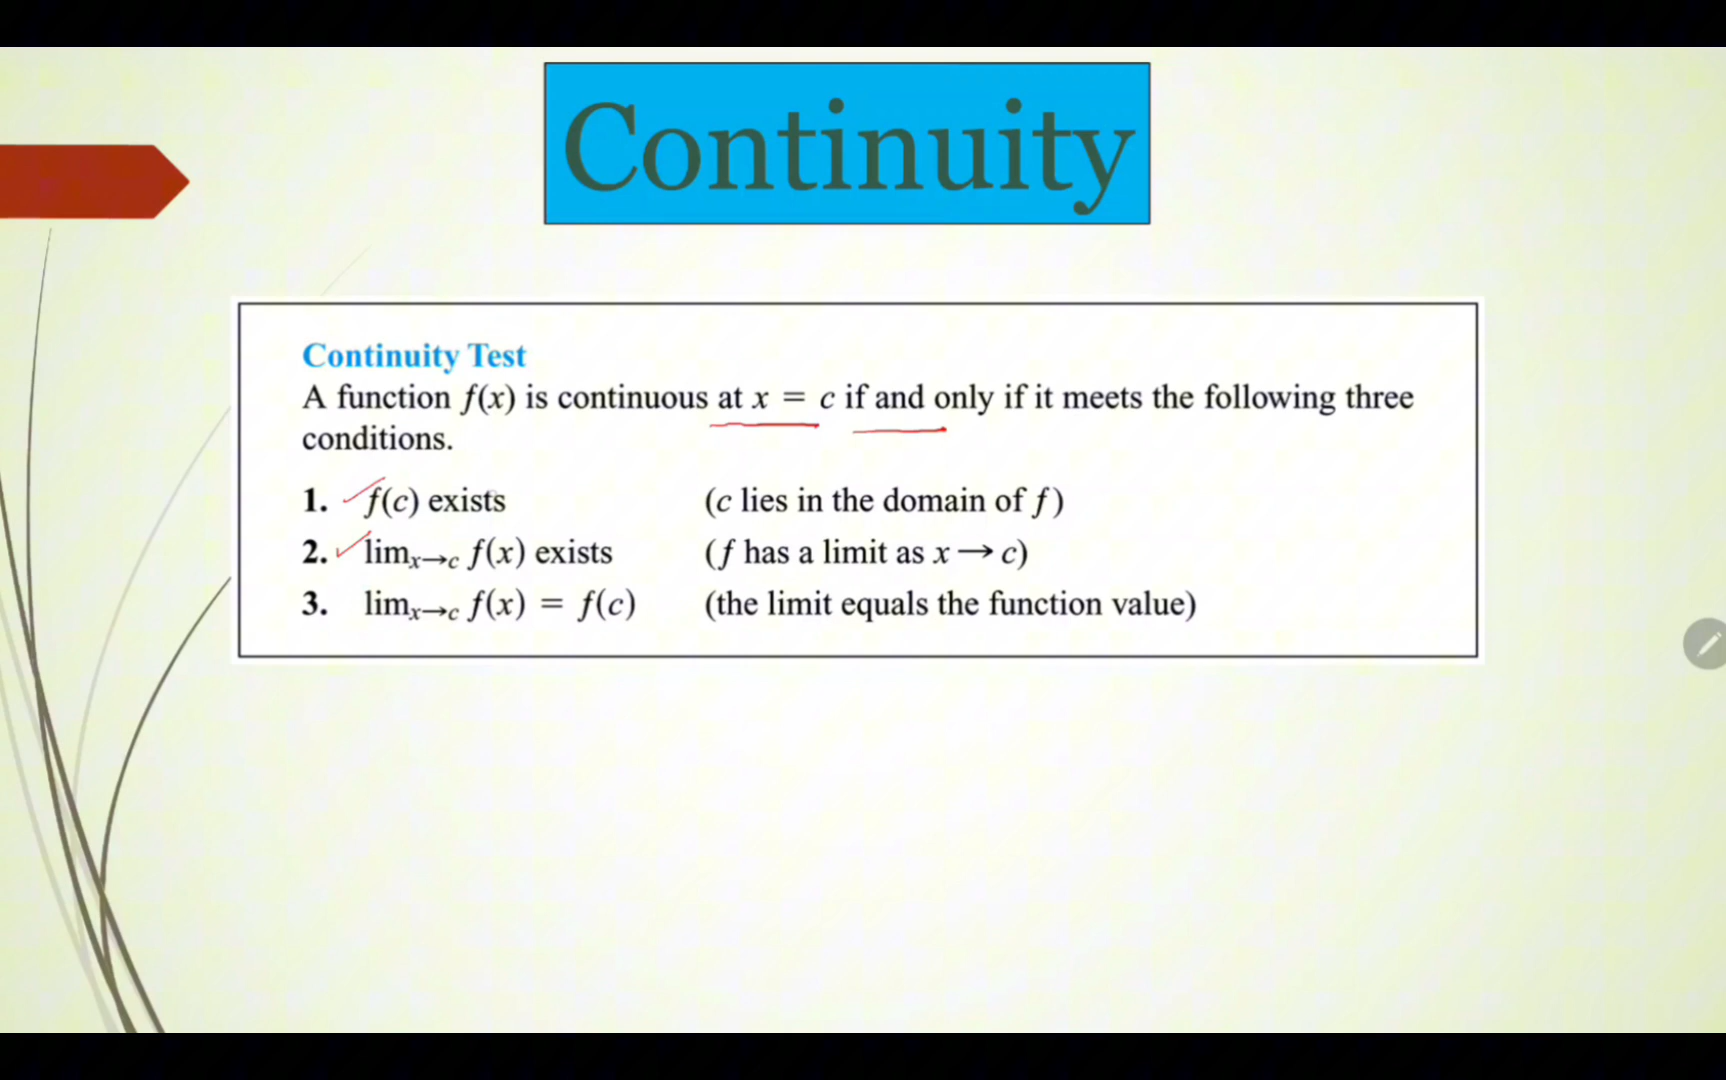 Continuity
Continuity Test
A function f(x) is continuous at x = c if and only if it meets the following three
conditions.
1. f(c) exists (c lies in the domain of f)
2. lim_{x→c} f(x) exists (f has a limit as x → c)
3. lim_{x→c} f(x) = f(c) (the limit equals the function value)